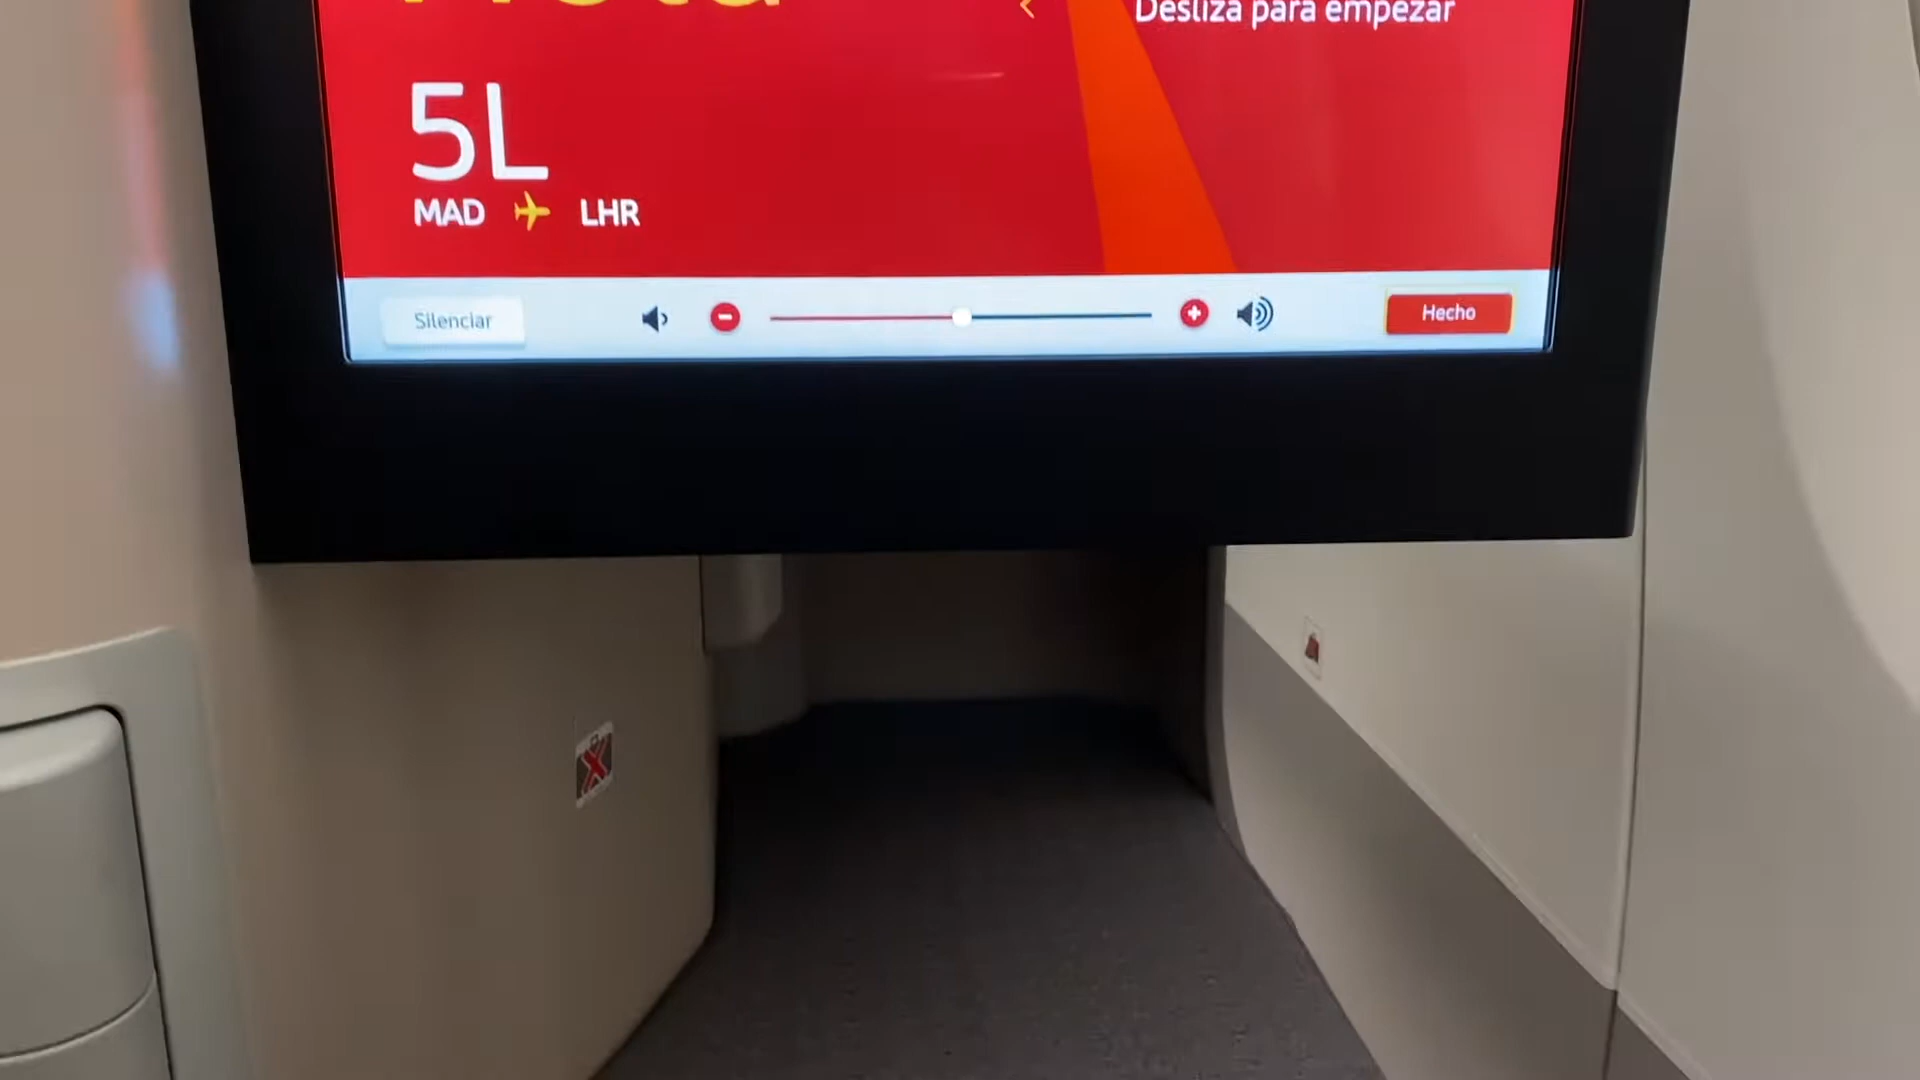 Desliza para empezar
5L
MAD LHR
Silenciar
Hecho